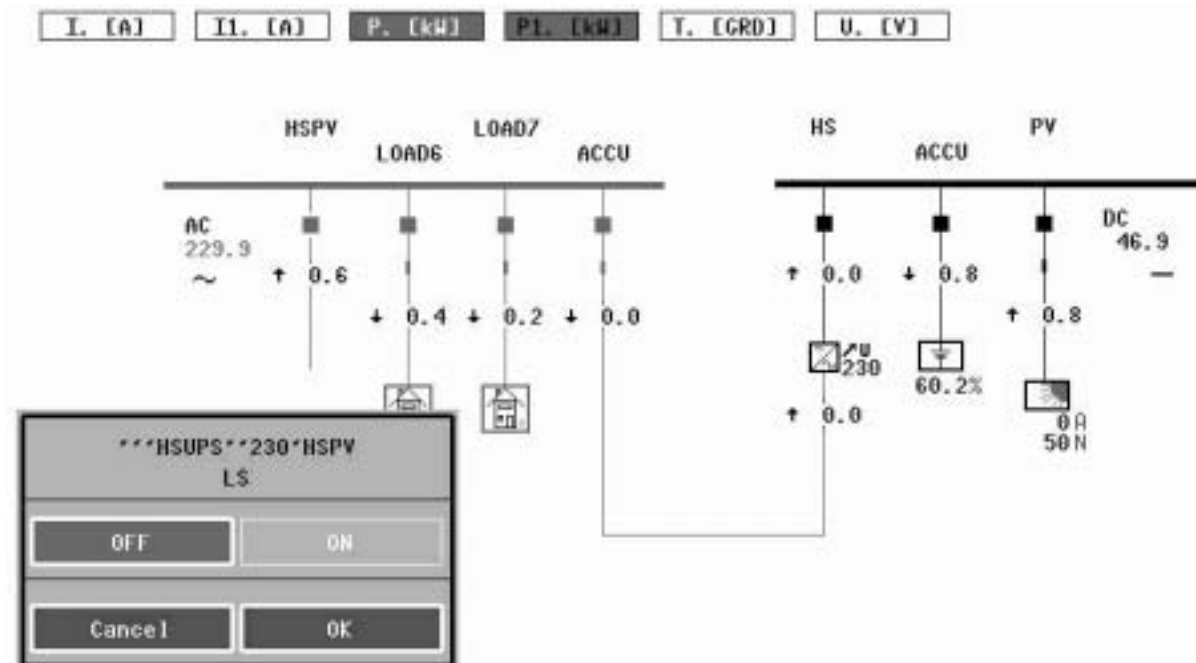 I. [A] I1. [A] P. [kW] P1. [kW] T. [GRD] U. [V]
HSPV LOAD7 HS PV
LOAD6 ACCU ACCU
AC DC
229.9 46.9
~ ↑ 0.6 ↑ 0.0 ↓ 0.8 —
↓ 0.4 ↓ 0.2 ↓ 0.0 ↑ 0.8
↗U
230
60.2%
↑ 0.0 0 A
50 N
***HSUPS**230*HSPV
LS
OFF ON
Cancel OK